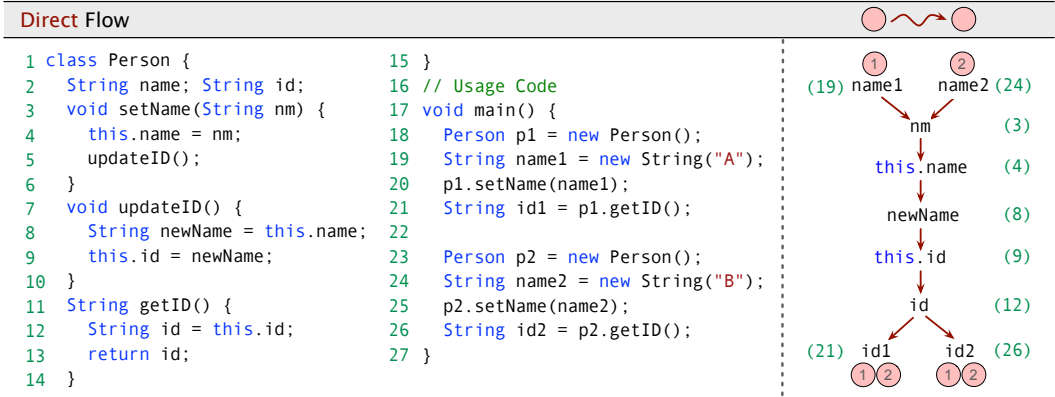 Direct Flow
1 class Person {
2 String name; String id;
3 void setName(String nm) {
4 this.name = nm;
5 updateID();
6 }
7 void updateID() {
8 String newName = this.name;
9 this.id = newName;
10 }
11 String getID() {
12 String id = this.id;
13 return id;
14 }
15 }
16 // Usage Code
17 void main() {
18 Person p1 = new Person();
19 String name1 = new String("A");
20 p1.setName(name1);
21 String id1 = p1.getID();
22
23 Person p2 = new Person();
24 String name2 = new String("B");
25 p2.setName(name2);
26 String id2 = p2.getID();
27 }
1 2
(19) name1 name2 (24)
nm (3)
this.name (4)
newName (8)
this.id (9)
id (12)
(21) id1 id2 (26)
1 2 1 2